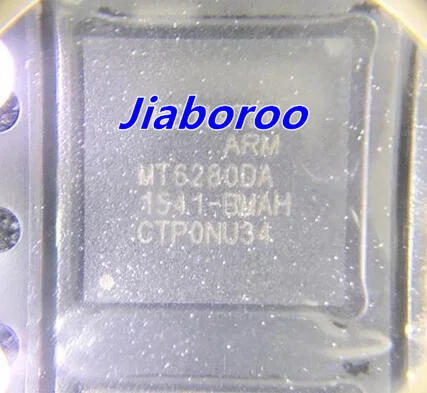 Jiaboroo
ARM
MT6280DA
1541-BMAH
CTP0NU34